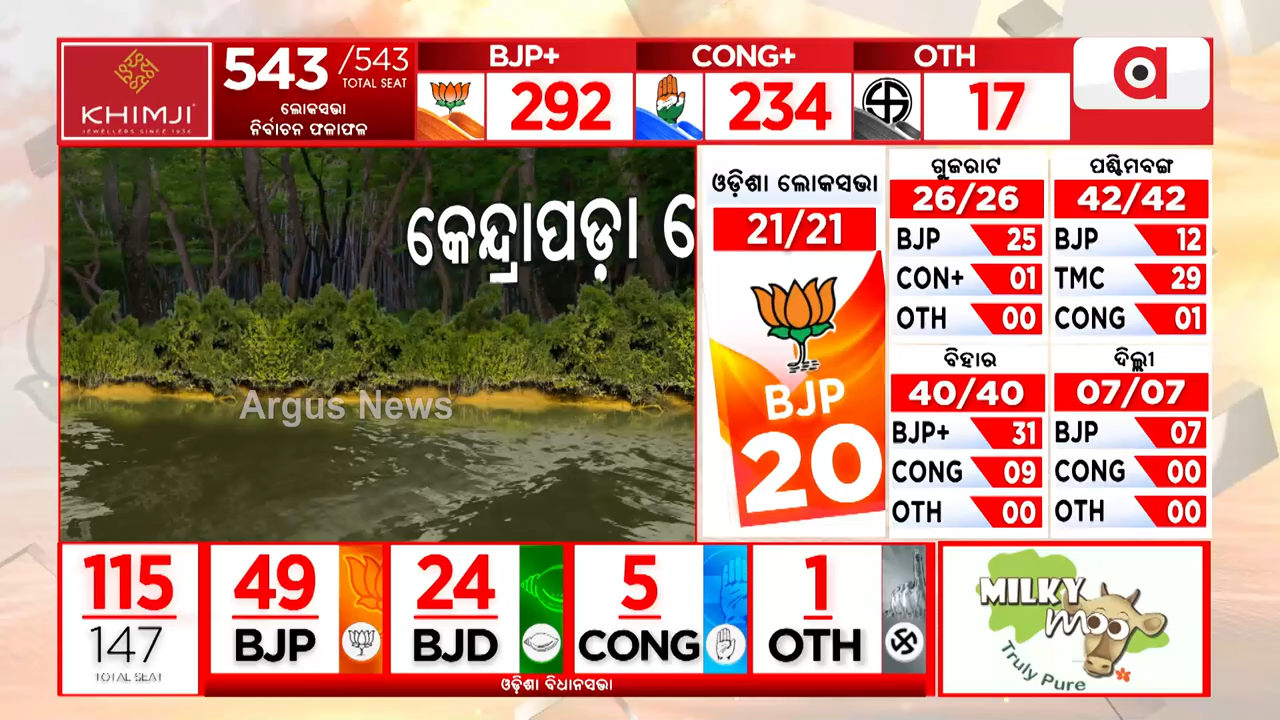 KHIMJI
JEWELLERS SINCE 1936
543 /543
TOTAL SEAT
ଲୋକସଭା
ନିର୍ବାଚନ ଫଳାଫଳ
BJP+
292
CONG+
234
OTH
17
a
କେନ୍ଦ୍ରାପଡ଼ା
Argus News
ଓଡ଼ିଶା ଲୋକସଭା
21/21
BJP
20
ଗୁଜରାଟ
26/26
BJP 25
CON+ 01
OTH 00
ପଶ୍ଚିମବଙ୍ଗ
42/42
BJP 12
TMC 29
CONG 01
ବିହାର
40/40
BJP+ 31
CONG 09
OTH 00
ଦିଲ୍ଲୀ
07/07
BJP 07
CONG 00
OTH 00
115
147
TOTAL SEAT
49
BJP
24
BJD
5
CONG
1
OTH
ଓଡ଼ିଶା ବିଧାନସଭା
MILKY
moo
Truly Pure